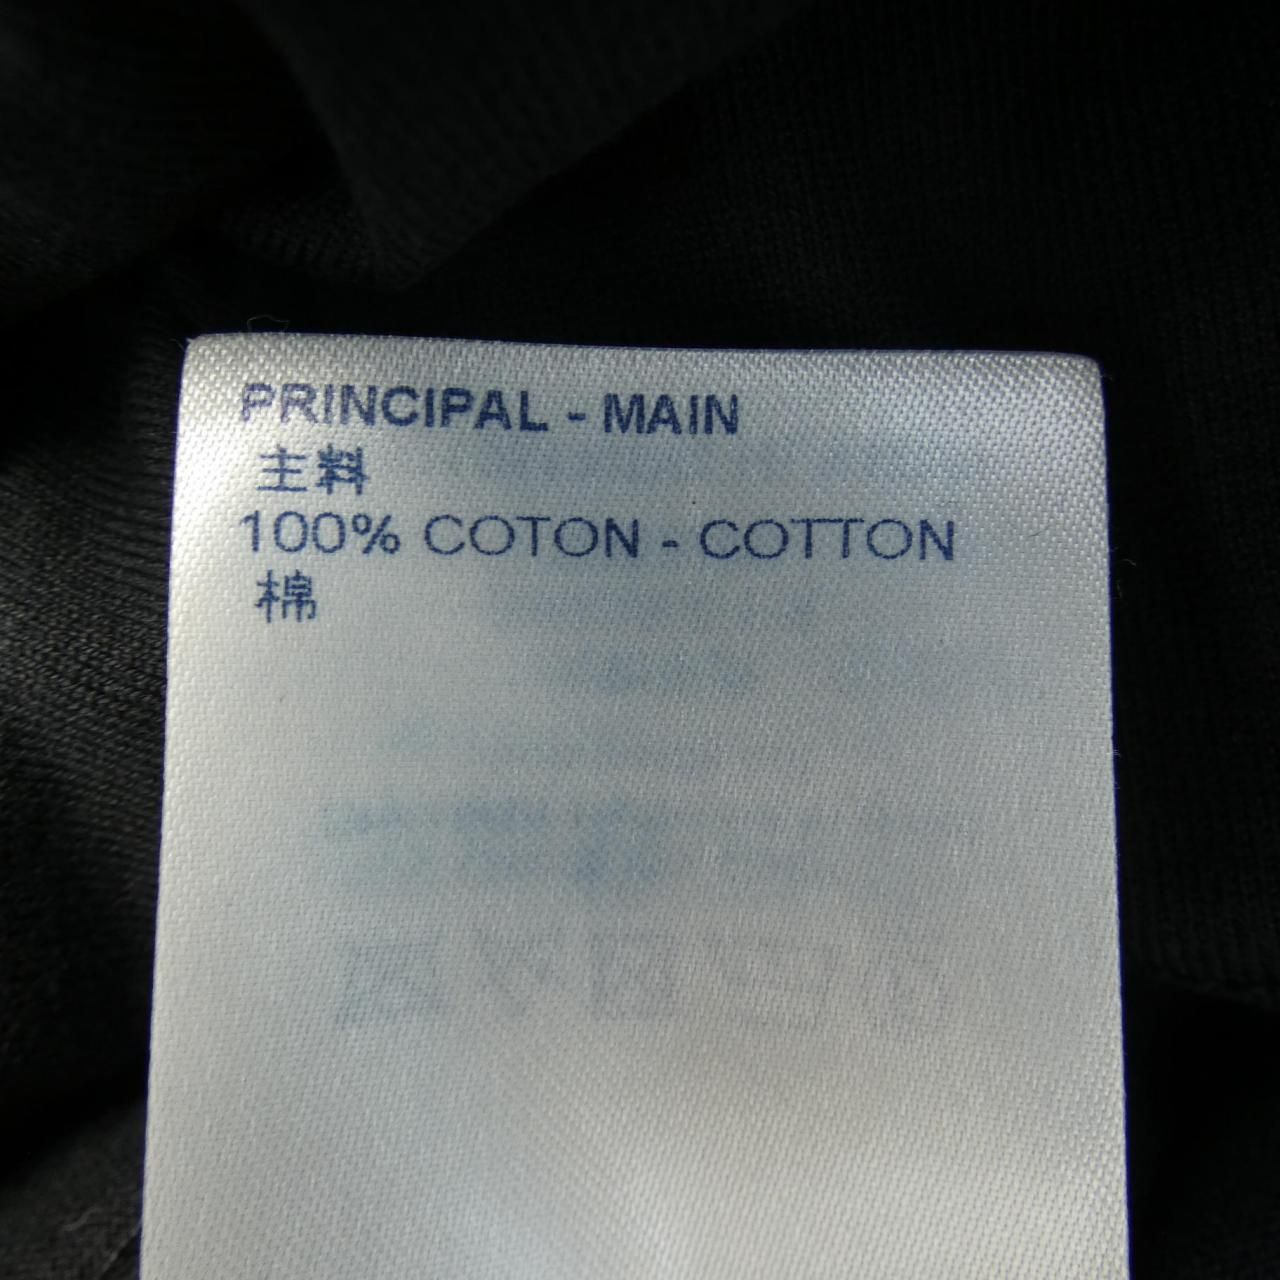 PRINCIPAL - MAIN
主料
100% COTON - COTTON
棉